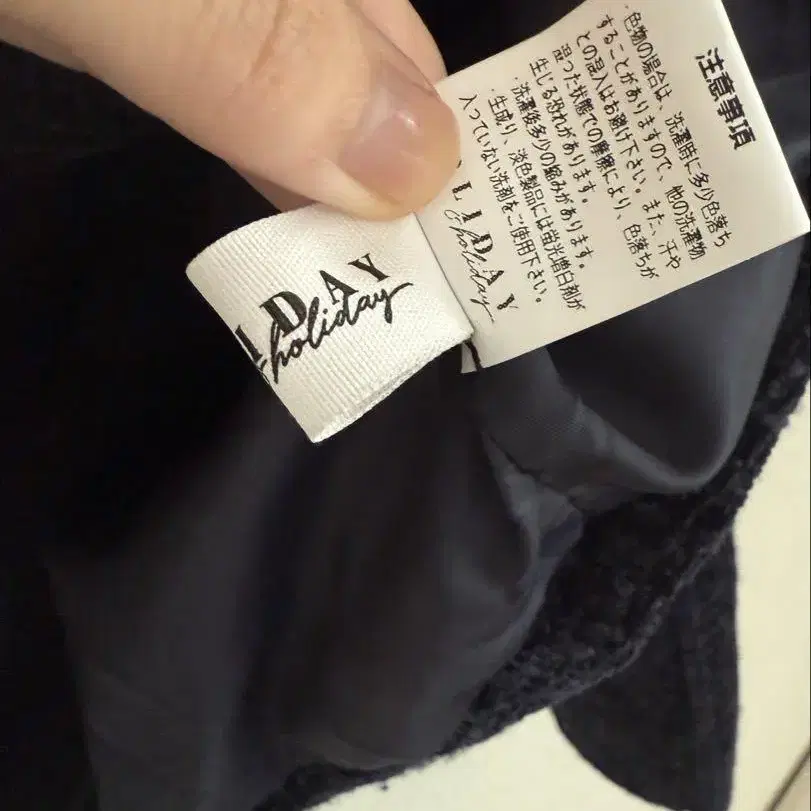 注意事項
・色物の場合は、洗濯時に多少色落ち
することがありますので、他の洗濯物
との混入はお避け下さい。また、汗や
湿った状態での摩擦により、色落ちが
生じる恐れがあります。
・洗濯後多少の縮みがあります。
・生成り、淡色製品には蛍光増白剤が
入っていない洗剤をご使用下さい。
LIDAY
holiday
IDAY
holiday